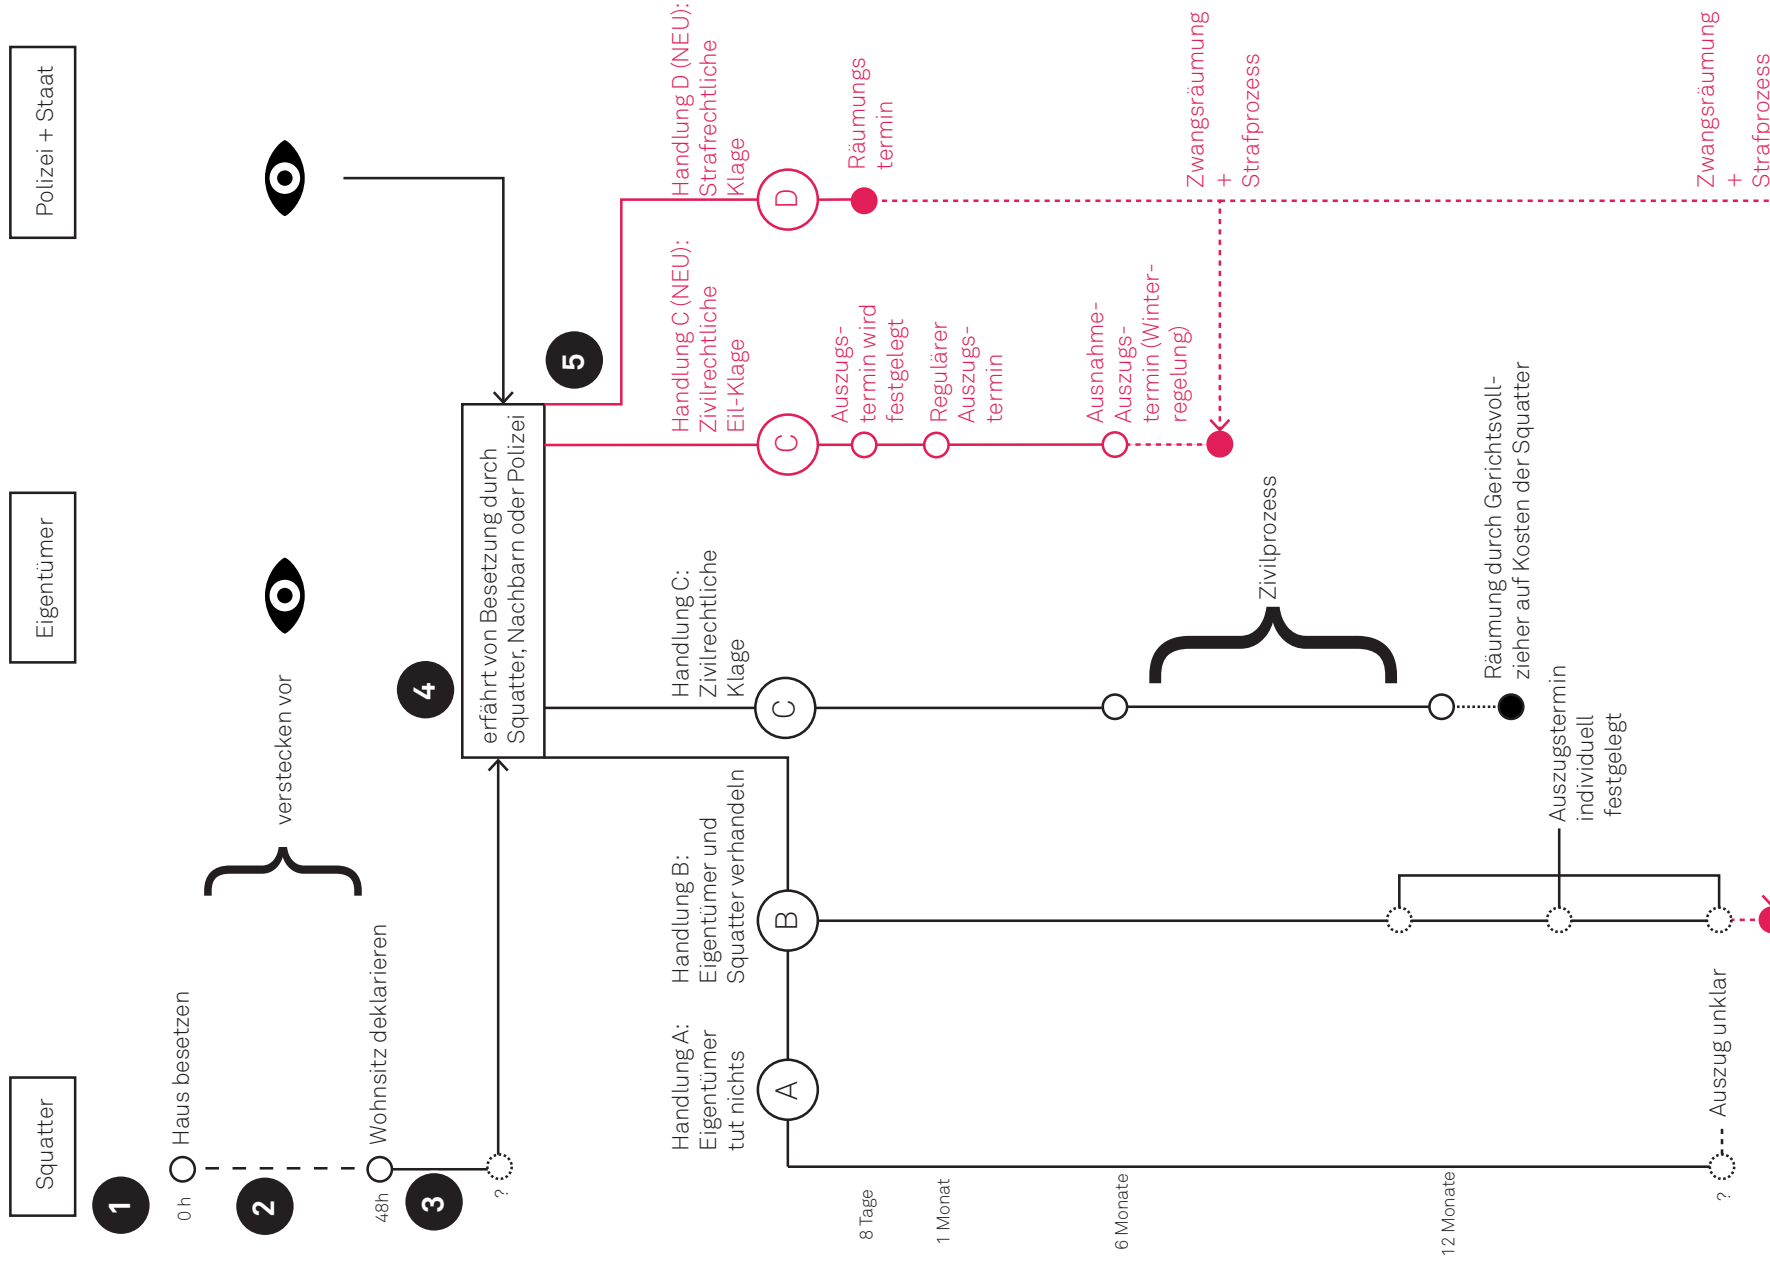 Squatter
Eigentümer
Polizei + Staat
1
0 h
Haus besetzen
2
verstecken vor
48h
Wohnsitz deklarieren
3
?
4
erfährt von Besetzung durch
Squatter, Nachbarn oder Polizei
5
Handlung A:
Eigentümer
tut nichts
A
Handlung B:
Eigentümer und
Squatter verhandeln
B
Handlung C:
Zivilrechtliche
Klage
C
Handlung C (NEU):
Zivilrechtliche
Eil-Klage
C
Handlung D (NEU):
Strafrechtliche
Klage
D
8 Tage
Auszugs-
termin wird
festgelegt
Räumungs
termin
1 Monat
Regulärer
Auszugs-
termin
6 Monate
Ausnahme-
Auszugs-
termin (Winter-
regelung)
Zwangsräumung
+
Strafprozess
Zivilprozess
12 Monate
Räumung durch Gerichtsvoll-
zieher auf Kosten der Squatter
Auszugstermin
individuell
festgelegt
?
Auszug unklar
Zwangsräumung
+
Strafprozess